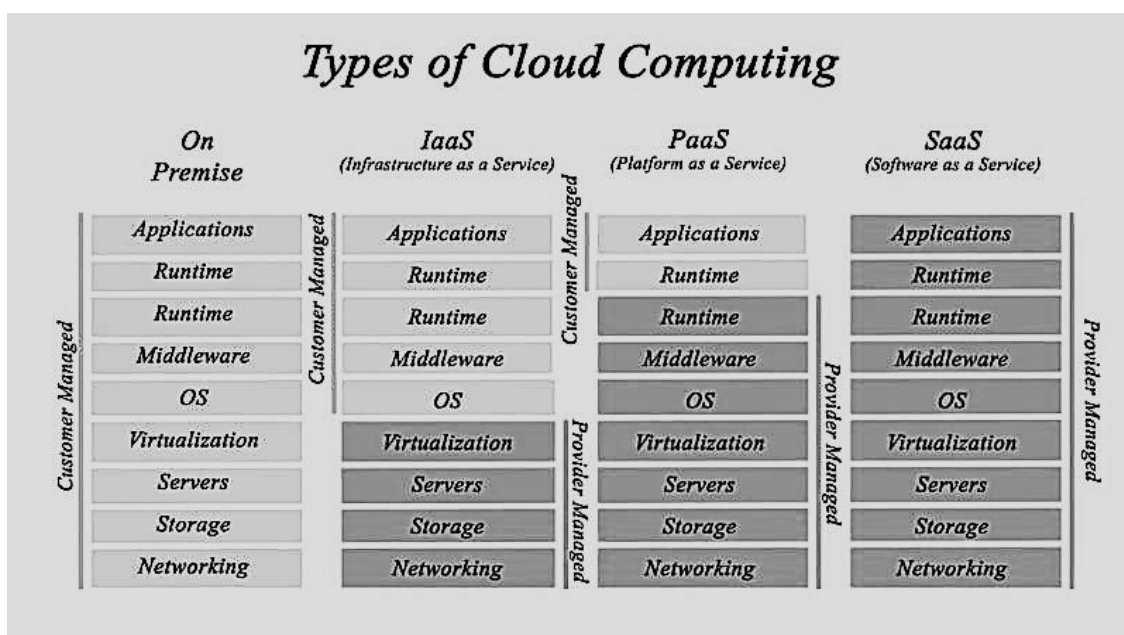 Types of Cloud Computing
On
Premise
Customer Managed
Applications
Runtime
Runtime
Middleware
OS
Virtualization
Servers
Storage
Networking
IaaS
(Infrastructure as a Service)
Customer Managed
Applications
Runtime
Runtime
Middleware
OS
Virtualization
Servers
Storage
Networking
Provider Managed
PaaS
(Platform as a Service)
Customer Managed
Applications
Runtime
Runtime
Middleware
OS
Virtualization
Servers
Storage
Networking
Provider Managed
SaaS
(Software as a Service)
Applications
Runtime
Runtime
Middleware
OS
Virtualization
Servers
Storage
Networking
Provider Managed